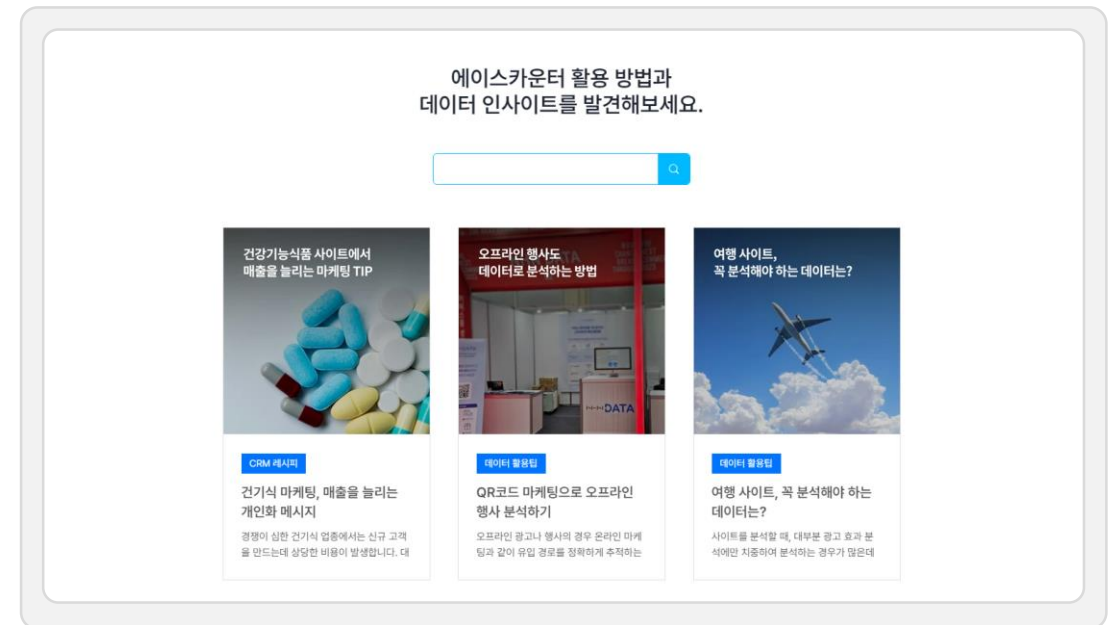 에이스카운터 활용 방법과
데이터 인사이트를 발견해보세요.
건강기능식품 사이트에서
매출을 늘리는 마케팅 TIP
CRM 레시피
건기식 마케팅, 매출을 늘리는
개인화 메시지
경쟁이 심한 건기식 업종에서는 신규 고객
을 만드는데 상당한 비용이 발생합니다. 대
오프라인 행사도
데이터로 분석하는 방법
DATA
데이터 활용팁
QR코드 마케팅으로 오프라인
행사 분석하기
오프라인 광고나 행사의 경우 온라인 마케
팅과 같이 유입 경로를 정확하게 추적하는
여행 사이트,
꼭 분석해야 하는 데이터는?
데이터 활용팁
여행 사이트, 꼭 분석해야 하는
데이터는?
사이트를 분석할 때, 대부분 광고 효과 분
석에만 치중하여 분석하는 경우가 많은데